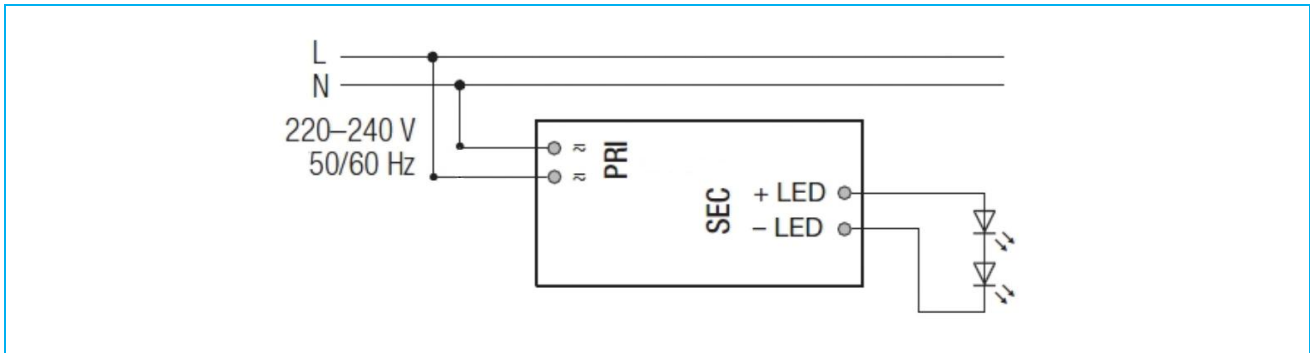 L
N
220–240 V
50/60 Hz
≂
≂
PRI
SEC
+ LED
– LED